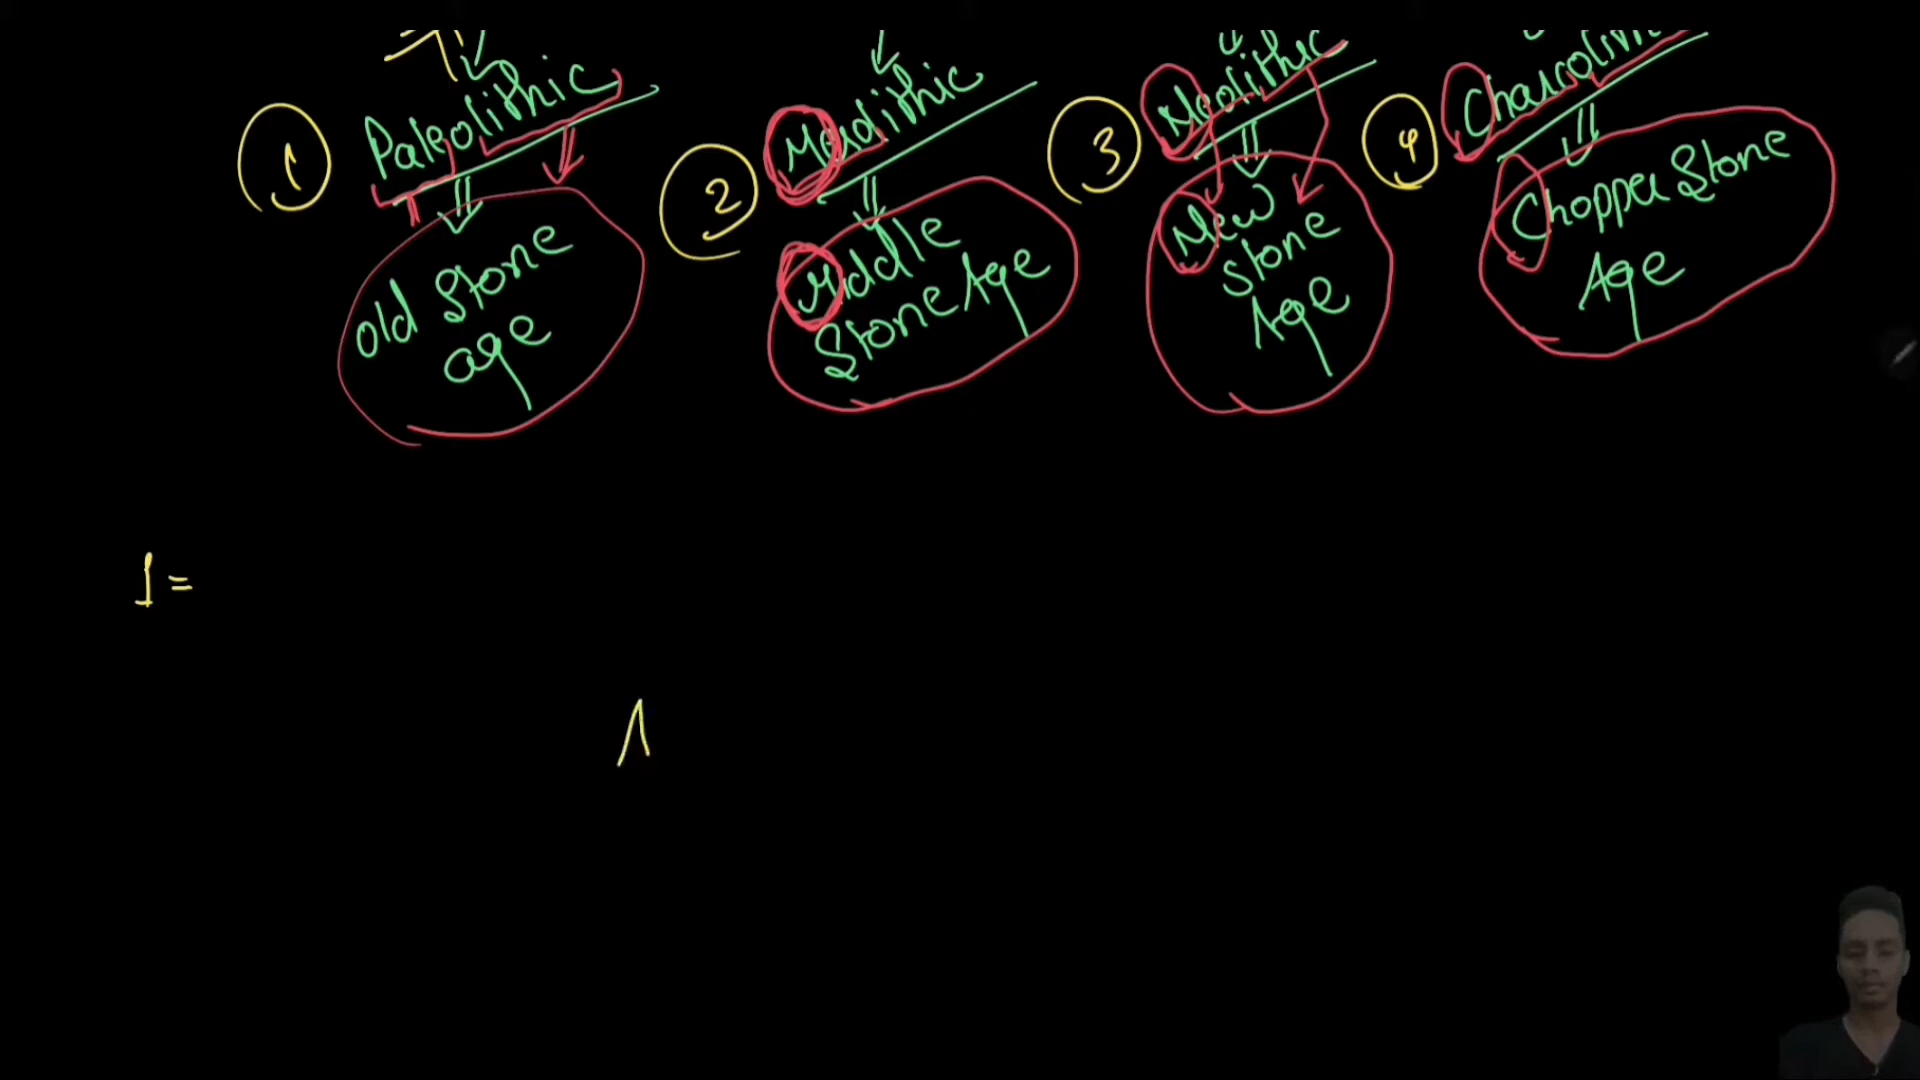 1 Paleolithic
old Stone
age
2 Mesolithic
Middle
Stone Age
3 Neolithic
New
Stone
Age
4
Chopper Stone
Age
1 =